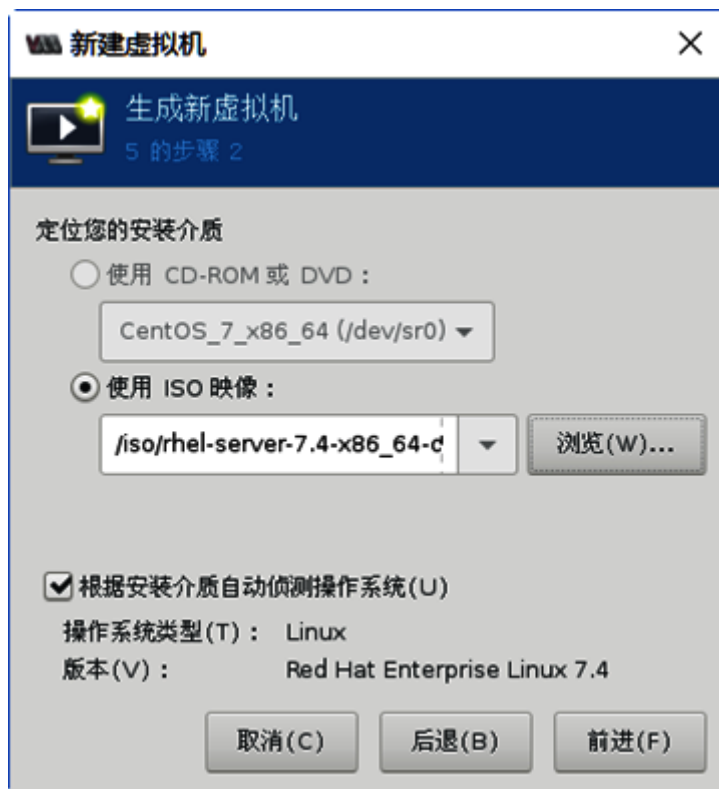 新建虚拟机
生成新虚拟机
5 的步骤 2
定位您的安装介质
使用 CD-ROM 或 DVD：
CentOS_7_x86_64 (/dev/sr0)
使用 ISO 映像：
/iso/rhel-server-7.4-x86_64-d
浏览(W)...
根据安装介质自动侦测操作系统(U)
操作系统类型(T)： Linux
版本(V)： Red Hat Enterprise Linux 7.4
取消(C) 后退(B) 前进(F)